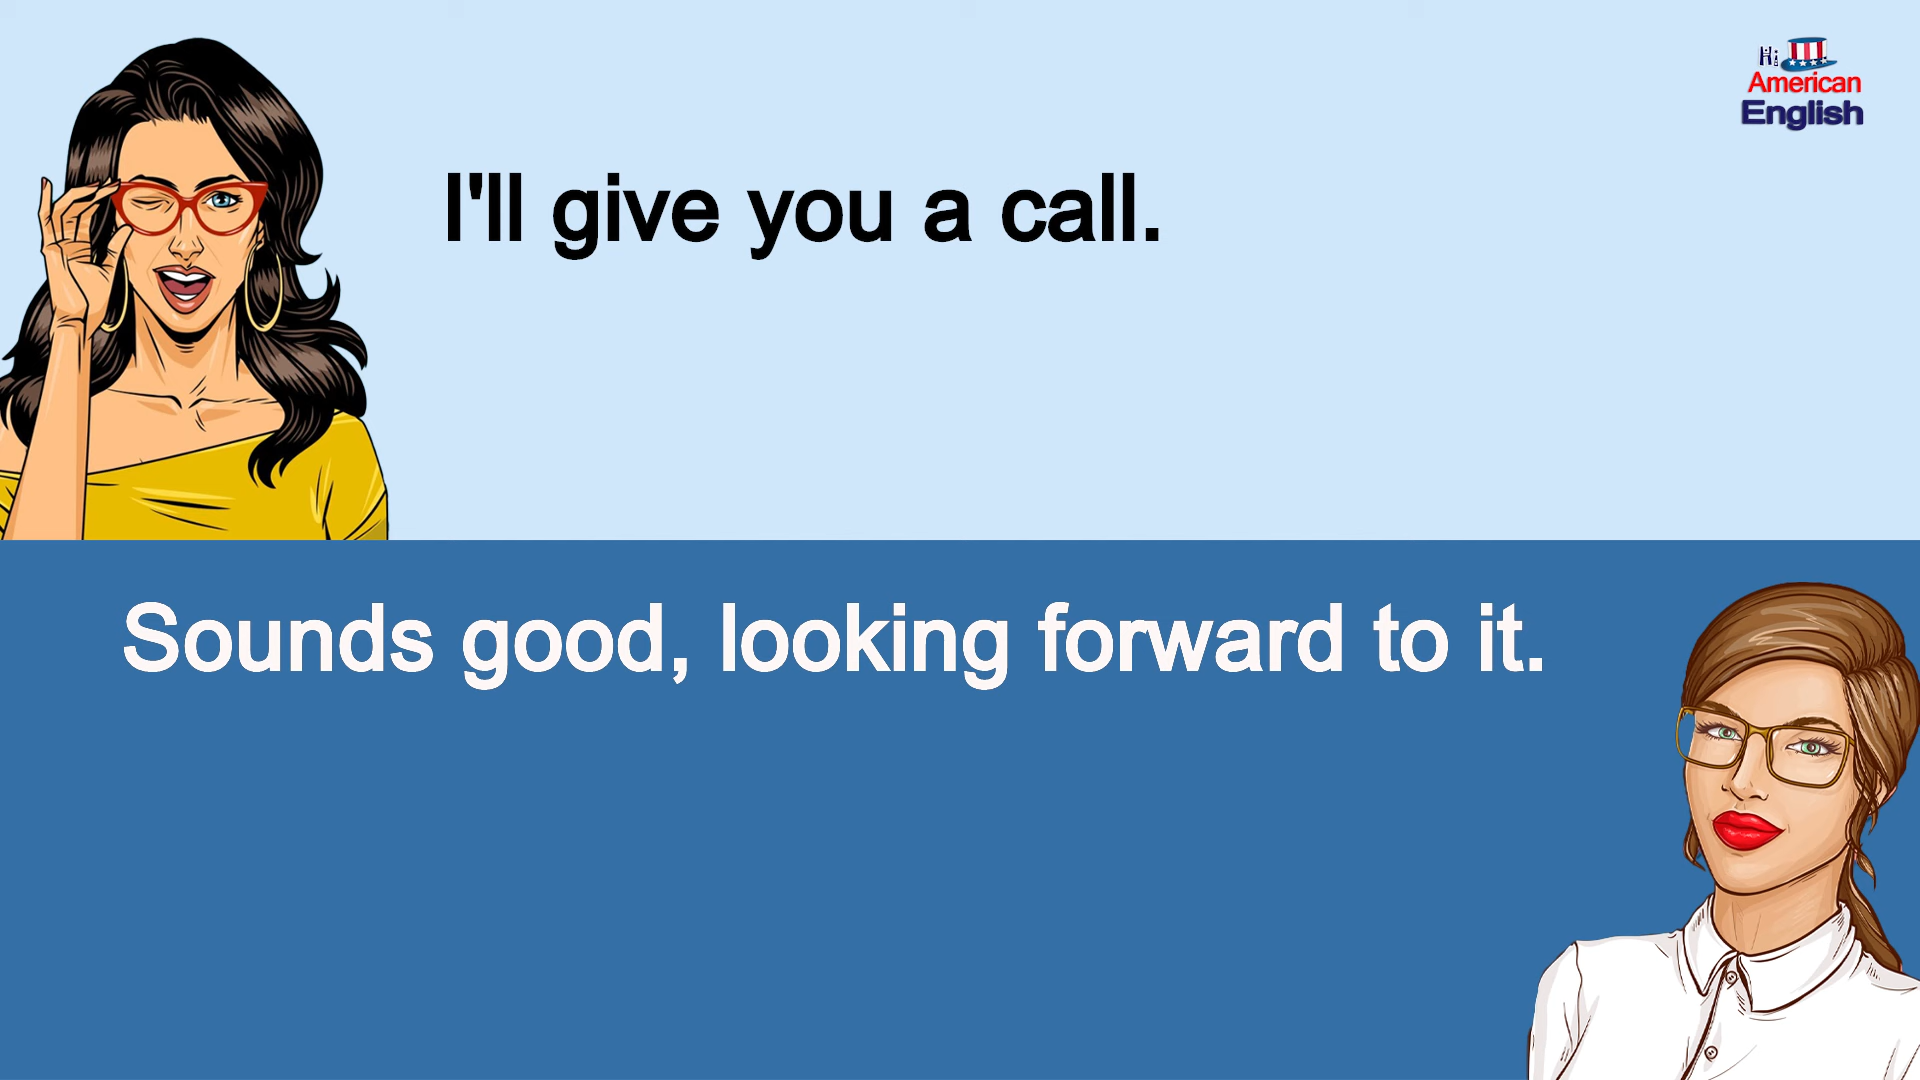 Hi
American
English
I'll give you a call.
Sounds good, looking forward to it.